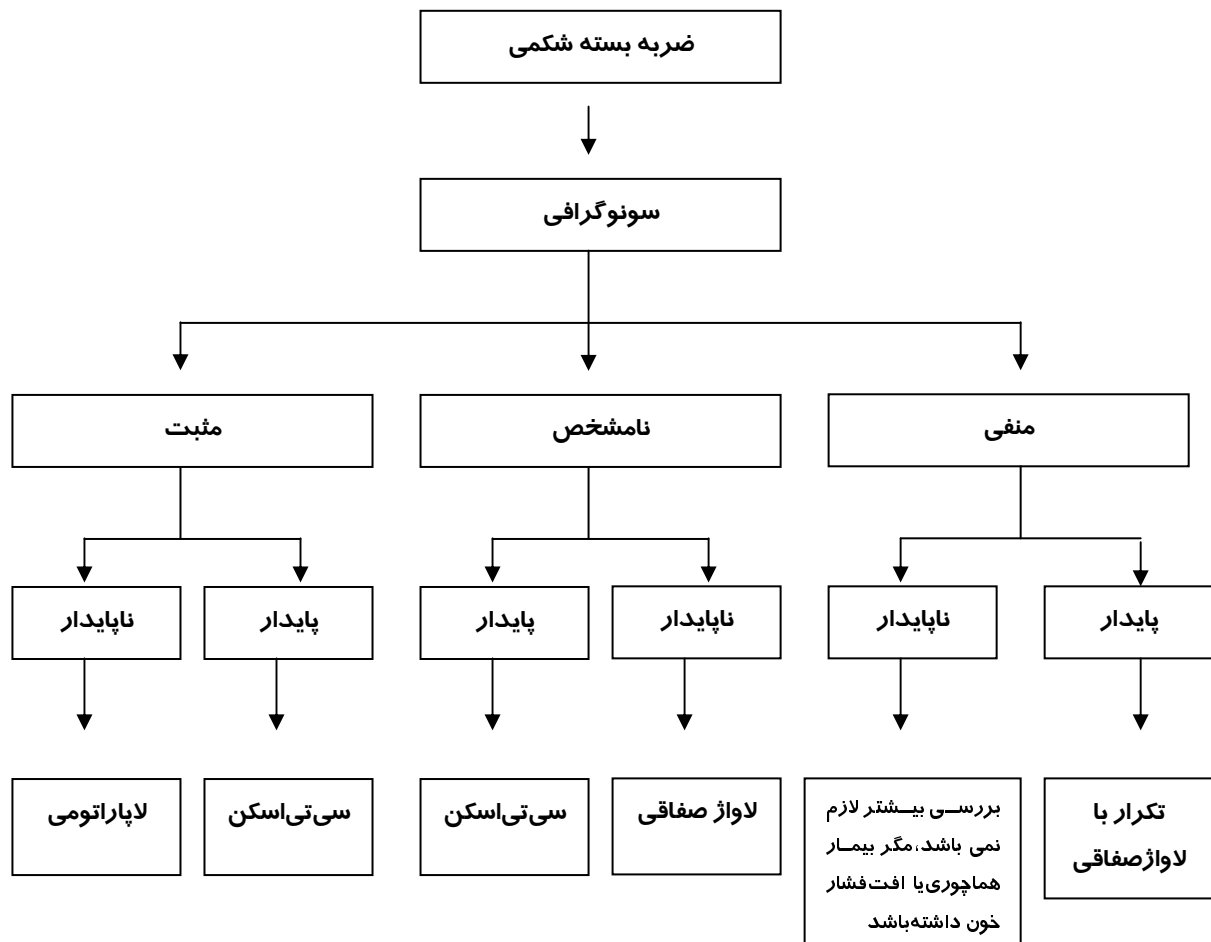 ضربه بسته شکمی
سونوگرافی
منفی
نامشخص
مثبت
پایدار
ناپایدار
ناپایدار
پایدار
پایدار
ناپایدار
تکرار با
لاواژصفاقی
بررسی بیشتر لازم
نمی باشد،مگر بیمار
هماچوری یا افت فشار
خون داشته باشد
لاواژ صفاقی
سی‌تی‌اسکن
سی‌تی‌اسکن
لاپاراتومی